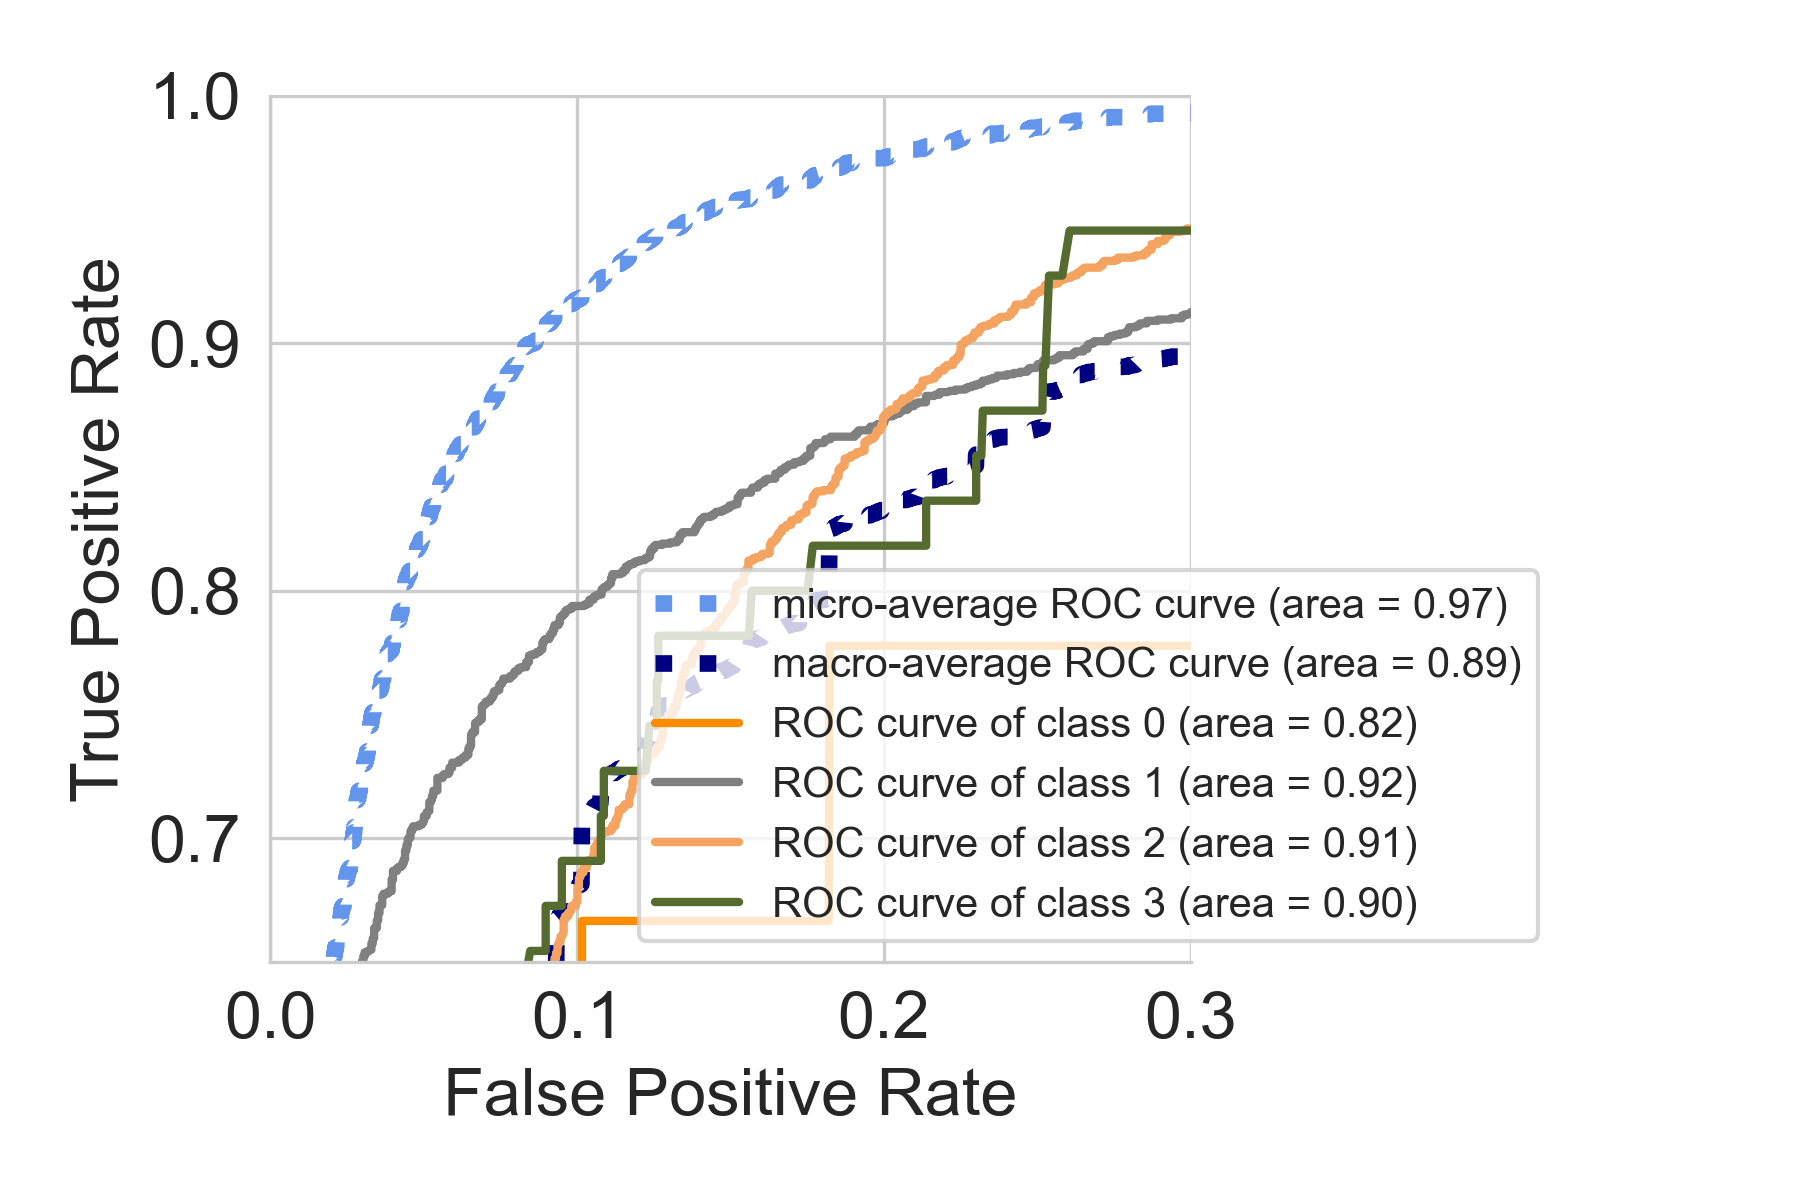 True Positive Rate
1.0
0.9
0.8
0.7
micro-average ROC curve (area = 0.97)
macro-average ROC curve (area = 0.89)
ROC curve of class 0 (area = 0.82)
ROC curve of class 1 (area = 0.92)
ROC curve of class 2 (area = 0.91)
ROC curve of class 3 (area = 0.90)
0.0 0.1 0.2 0.3
False Positive Rate